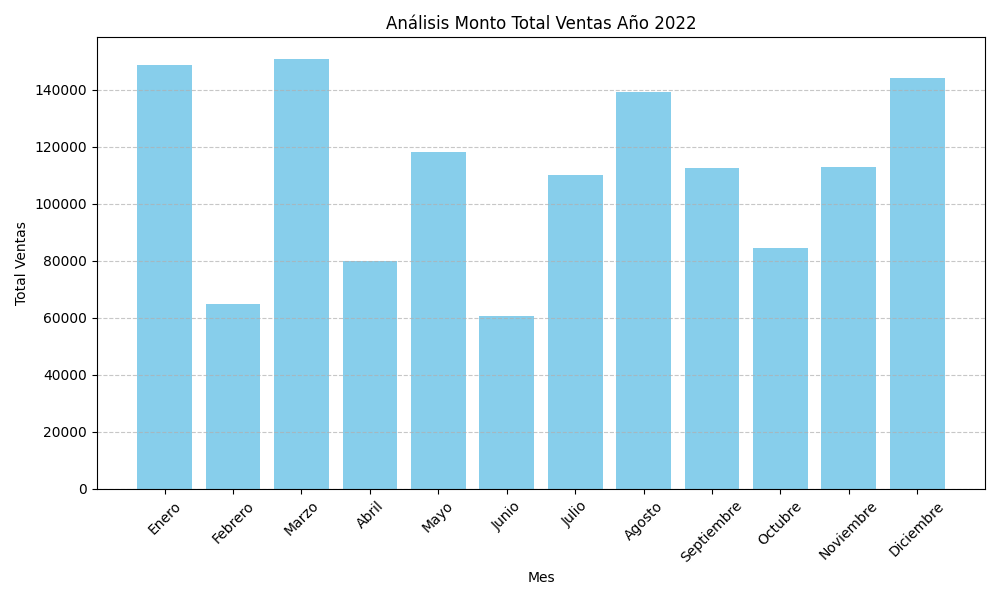 Análisis Monto Total Ventas Año 2022
Total Ventas
140000
120000
100000
80000
60000
40000
20000
0
Enero
Febrero
Marzo
Abril
Mayo
Junio
Julio
Agosto
Septiembre
Octubre
Noviembre
Diciembre
Mes